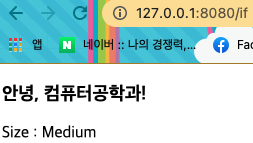 127.0.0.1:8080/if
앱
네이버 :: 나의 경쟁력,...
Fac
안녕, 컴퓨터공학과!
Size : Medium